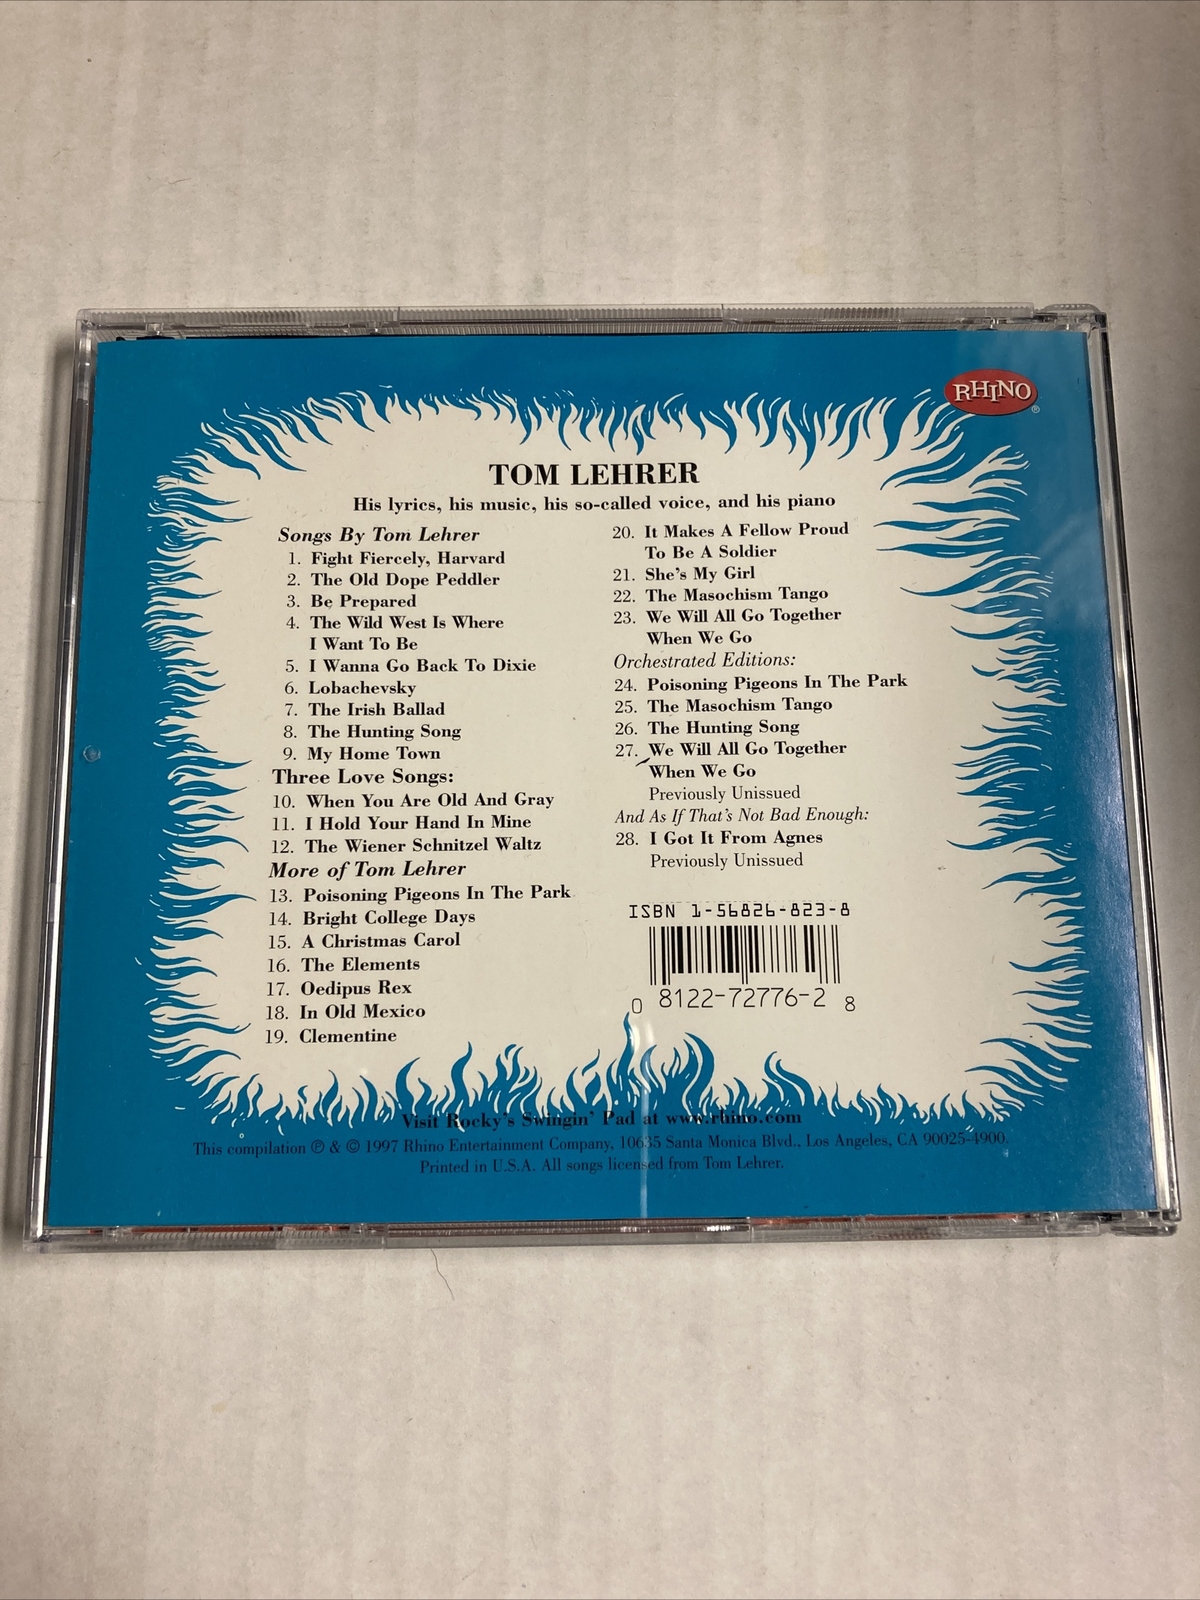 RHINO
®
TOM LEHRER
His lyrics, his music, his so-called voice, and his piano
Songs By Tom Lehrer
1. Fight Fiercely, Harvard
2. The Old Dope Peddler
3. Be Prepared
4. The Wild West Is Where
I Want To Be
5. I Wanna Go Back To Dixie
6. Lobachevsky
7. The Irish Ballad
8. The Hunting Song
9. My Home Town
Three Love Songs:
10. When You Are Old And Gray
11. I Hold Your Hand In Mine
12. The Wiener Schnitzel Waltz
More of Tom Lehrer
13. Poisoning Pigeons In The Park
14. Bright College Days
15. A Christmas Carol
16. The Elements
17. Oedipus Rex
18. In Old Mexico
19. Clementine
20. It Makes A Fellow Proud
To Be A Soldier
21. She's My Girl
22. The Masochism Tango
23. We Will All Go Together
When We Go
Orchestrated Editions:
24. Poisoning Pigeons In The Park
25. The Masochism Tango
26. The Hunting Song
27. We Will All Go Together
When We Go
Previously Unissued
And As If That's Not Bad Enough:
28. I Got It From Agnes
Previously Unissued
ISBN 1-56826-823-8
0 8122-72776-2 8
Visit Rocky's Swingin' Pad at www.rhino.com
This compilation ℗ & © 1997 Rhino Entertainment Company, 10635 Santa Monica Blvd., Los Angeles, CA 90025-4900.
Printed in U.S.A. All songs licensed from Tom Lehrer.